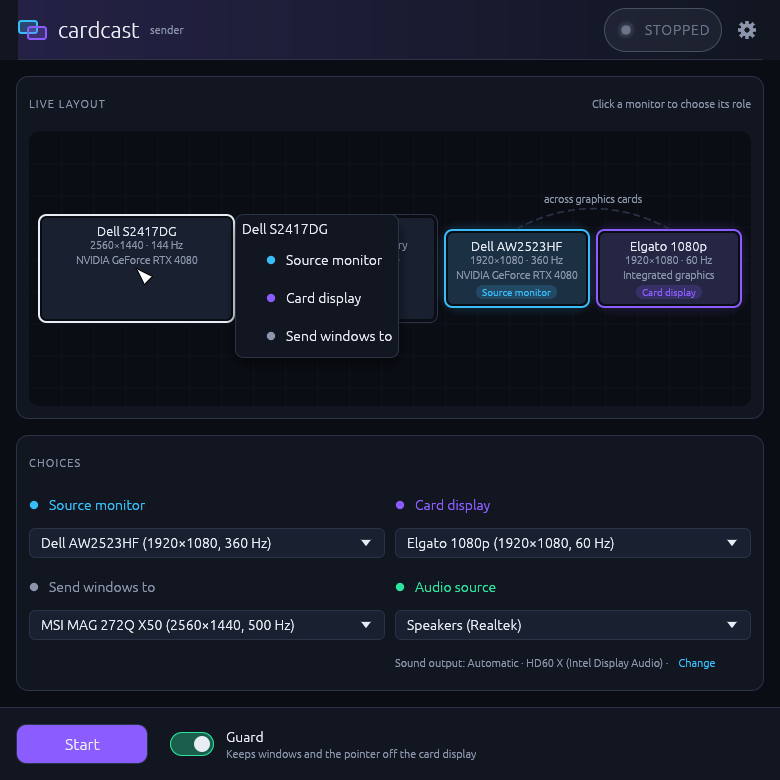 cardcast sender
STOPPED
LIVE LAYOUT
Click a monitor to choose its role
across graphics cards
Dell S2417DG
2560×1440 · 144 Hz
NVIDIA GeForce RTX 4080
Dell S2417DG
Source monitor
Card display
Send windows to
Dell AW2523HF
1920×1080 · 360 Hz
NVIDIA GeForce RTX 4080
Source monitor
Elgato 1080p
1920×1080 · 60 Hz
Integrated graphics
Card display
CHOICES
Source monitor
Dell AW2523HF (1920×1080, 360 Hz)
Card display
Elgato 1080p (1920×1080, 60 Hz)
Send windows to
MSI MAG 272Q X50 (2560×1440, 500 Hz)
Audio source
Speakers (Realtek)
Sound output: Automatic · HD60 X (Intel Display Audio) · Change
Start
Guard
Keeps windows and the pointer off the card display